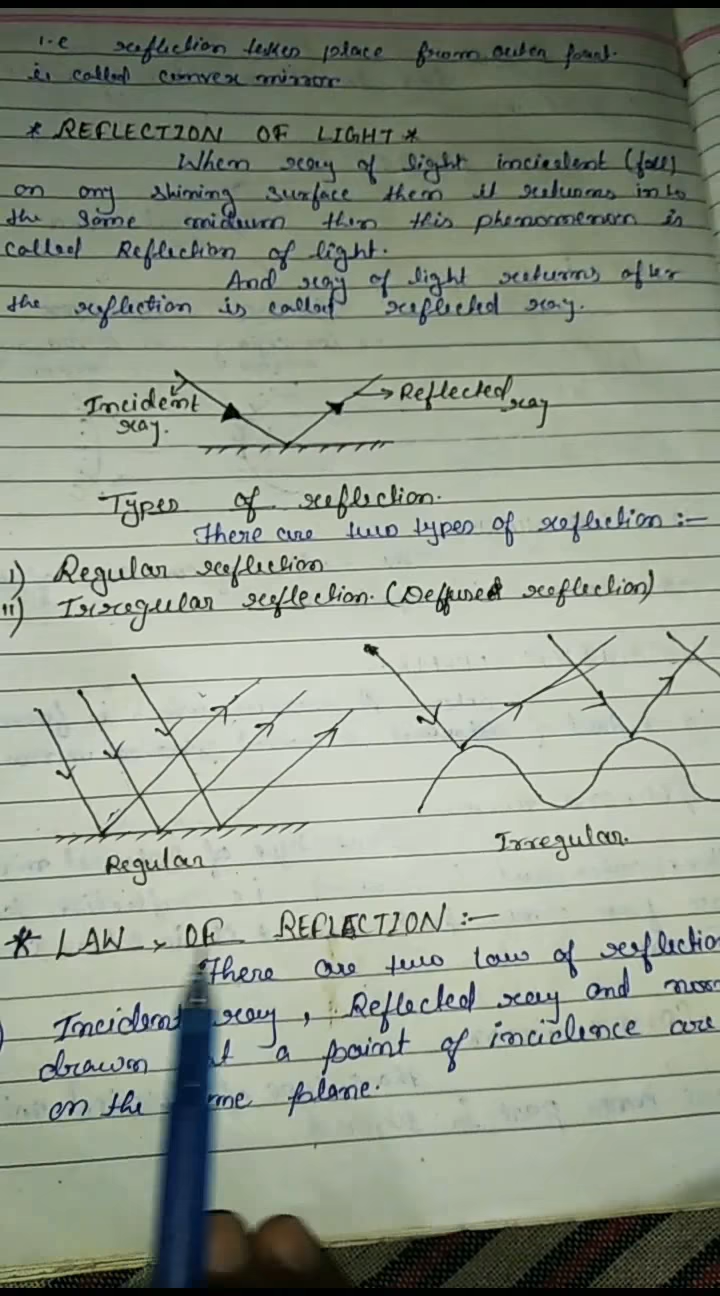 i.e reflection takes place from outer part.
is called convex mirror
* REFLECTION OF LIGHT *
When ray of light incident (fall)
on any shining surface then it returns into
the same midium then this phenomenon is
called Reflection of light.
And ray of light returns after
the reflection is called reflected ray.
Incident ray.
Reflected ray
Types of reflection.
There are two types of reflection :-
i) Regular reflection
ii) Irregular reflection. (Deffused reflection)
Regular
Irregular.
* LAW, OF REFLECTION :-
There are two law of reflection
Incident ray, Reflected ray and
drawn a point of incidence are
on the plane.